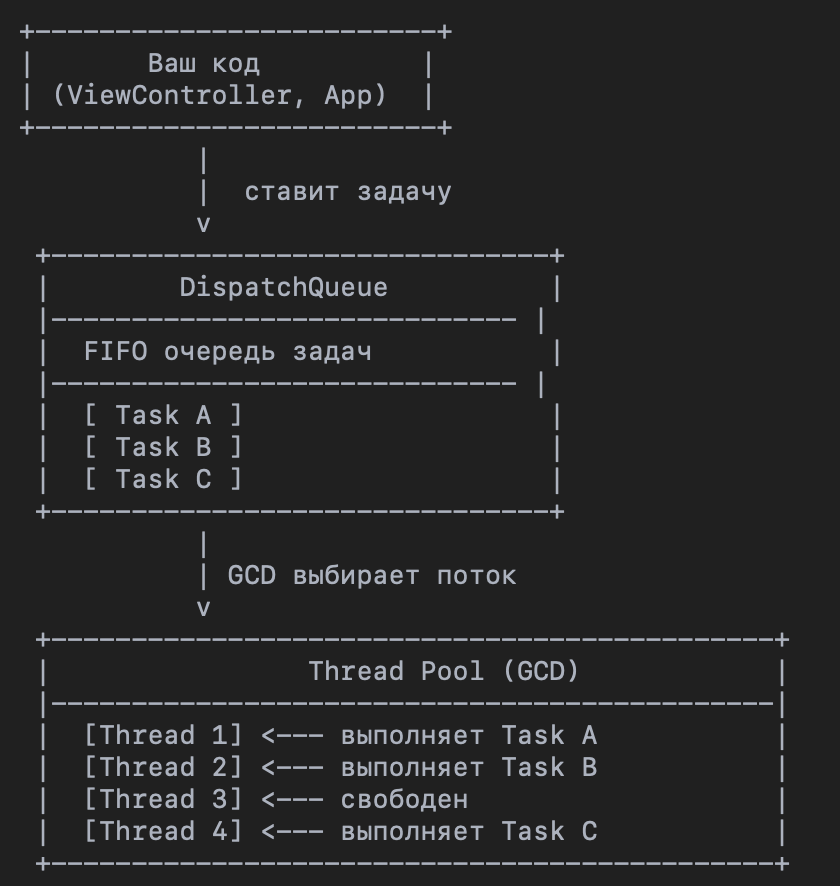 Ваш код
(ViewController, App)
ставит задачу
v
DispatchQueue
FIFO очередь задач
[ Task A ]
[ Task B ]
[ Task C ]
GCD выбирает поток
v
Thread Pool (GCD)
[Thread 1] <--- выполняет Task A
[Thread 2] <--- выполняет Task B
[Thread 3] <--- свободен
[Thread 4] <--- выполняет Task C